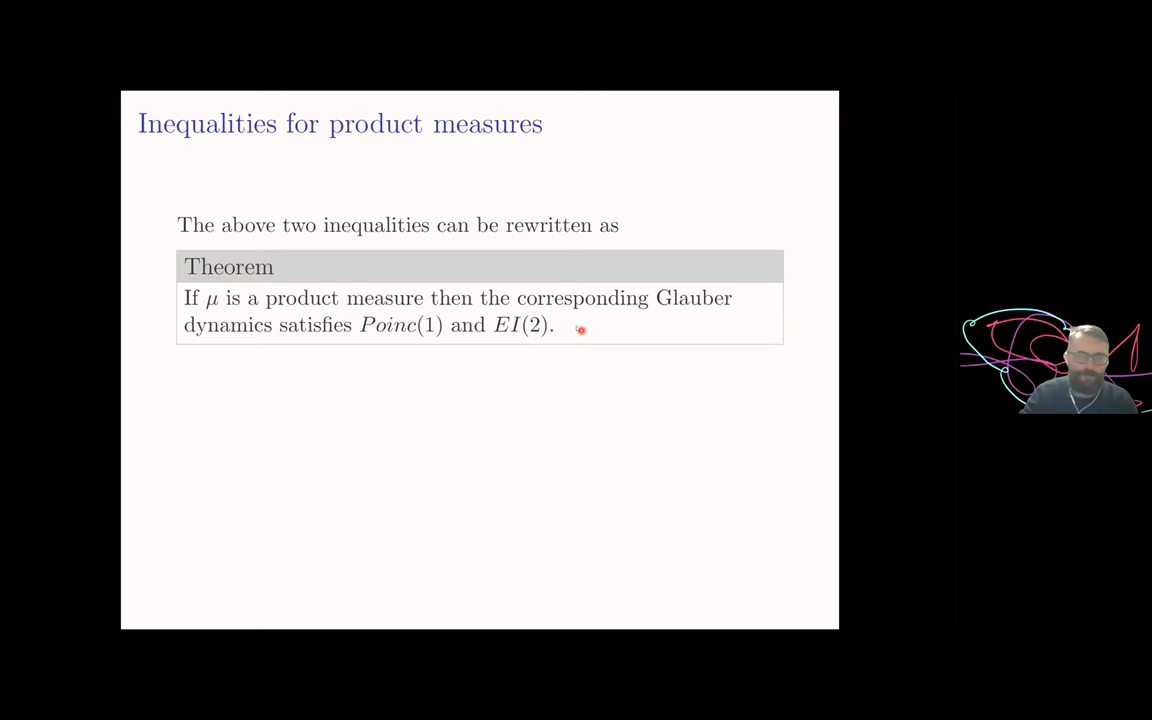 Inequalities for product measures
The above two inequalities can be rewritten as
Theorem
If μ is a product measure then the corresponding Glauber
dynamics satisfies Poinc(1) and EI(2).